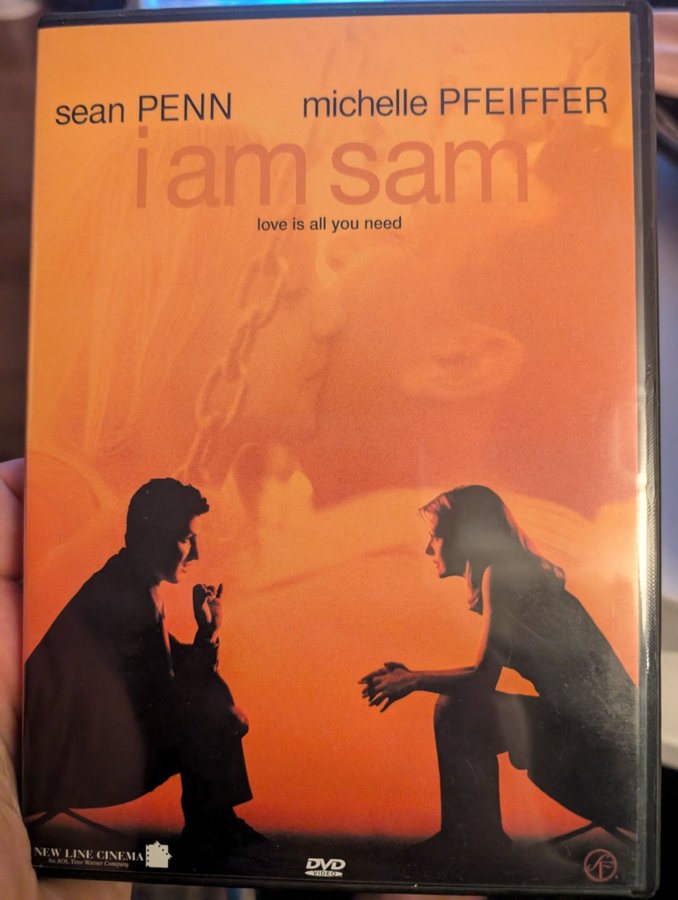 sean PENN michelle PFEIFFER
i am sam
love is all you need
NEW LINE CINEMA
An AOL Time Warner Company
DVD
VIDEO
SF